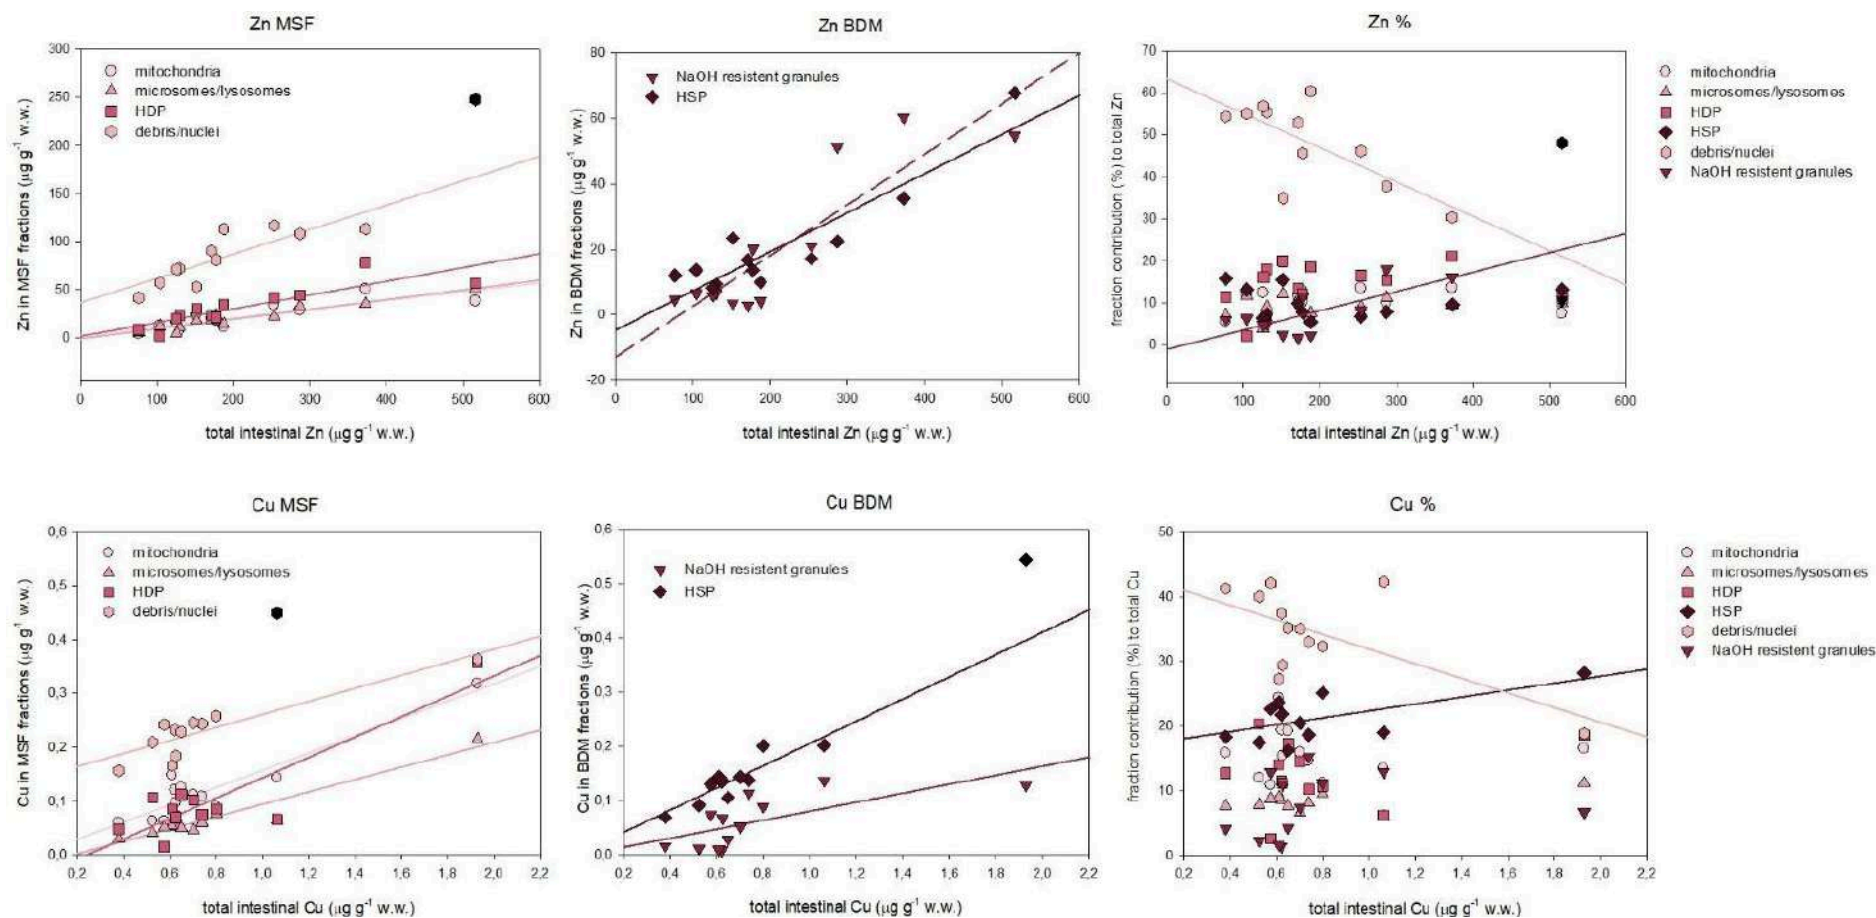 Zn MSF
Zn in MSF fractions (µg g⁻¹ w.w.)
300
250
200
150
100
50
0
mitochondria
microsomes/lysosomes
HDP
debris/nuclei
0 100 200 300 400 500 600
total intestinal Zn (µg g⁻¹ w.w.)
Zn BDM
Zn in BDM fractions (µg g⁻¹ w.w.)
80
60
40
20
0
-20
NaOH resistent granules
HSP
0 100 200 300 400 500 600
total intestinal Zn (µg g⁻¹ w.w.)
Zn %
fraction contribution (%) to total Zn
70
60
50
40
30
20
10
0
0 100 200 300 400 500 600
total intestinal Zn (µg g⁻¹ w.w.)
mitochondria
microsomes/lysosomes
HDP
HSP
debris/nuclei
NaOH resistent granules
Cu MSF
Cu in MSF fractions (µg g⁻¹ w.w.)
0,6
0,5
0,4
0,3
0,2
0,1
0,0
mitochondria
microsomes/lysosomes
HDP
debris/nuclei
0,2 0,4 0,6 0,8 1,0 1,2 1,4 1,6 1,8 2,0 2,2
total intestinal Cu (µg g⁻¹ w.w.)
Cu BDM
Cu in BDM fractions (µg g⁻¹ w.w.)
0,6
0,5
0,4
0,3
0,2
0,1
0,0
NaOH resistent granules
HSP
0,2 0,4 0,6 0,8 1,0 1,2 1,4 1,6 1,8 2,0 2,2
total intestinal Cu (µg g⁻¹ w.w.)
Cu %
fraction contribution (%) to total Cu
50
40
30
20
10
0
0,2 0,4 0,6 0,8 1,0 1,2 1,4 1,6 1,8 2,0 2,2
total intestinal Cu (µg g⁻¹ w.w.)
mitochondria
microsomes/lysosomes
HDP
HSP
debris/nuclei
NaOH resistent granules